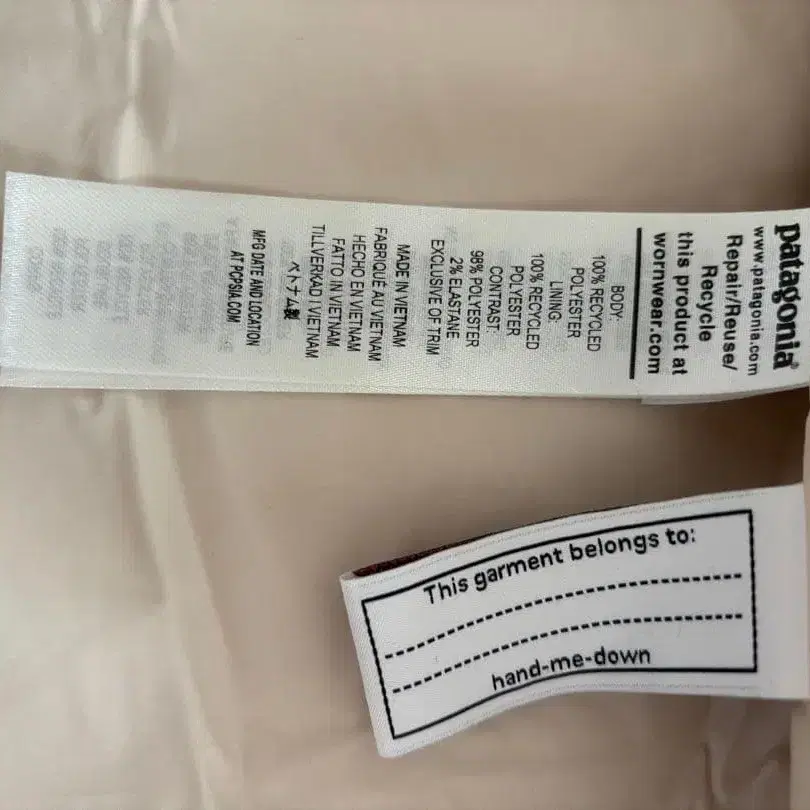 patagonia®
www.patagonia.com
Repair/Reuse/
Recycle
this product at
wornwear.com
BODY:
100% RECYCLED
POLYESTER
LINING:
100% RECYCLED
POLYESTER
CONTRAST:
98% POLYESTER
2% ELASTANE
EXCLUSIVE OF TRIM
MADE IN VIETNAM
FABRIQUÉ AU VIETNAM
HECHO EN VIETNAM
FATTO IN VIETNAM
TILLVERKAD I VIETNAM
ベトナム製
MFG DATE AND LOCATION
AT PCPSIA.COM
This garment belongs to:
hand-me-down